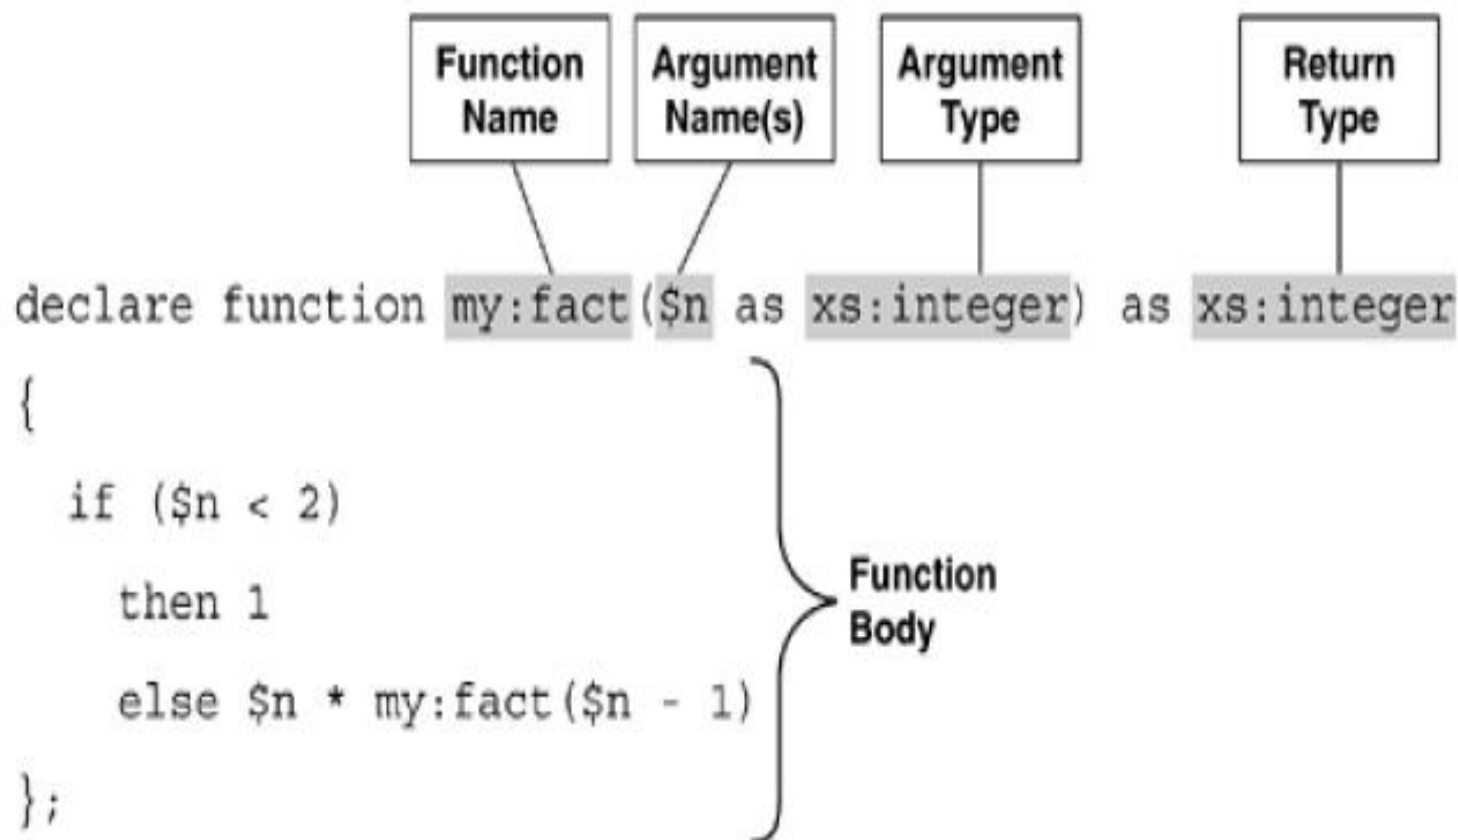 Function
Name
Argument
Name(s)
Argument
Type
Return
Type
declare function my:fact($n as xs:integer) as xs:integer
{
if ($n < 2)
then 1
else $n * my:fact($n - 1)
};
Function
Body